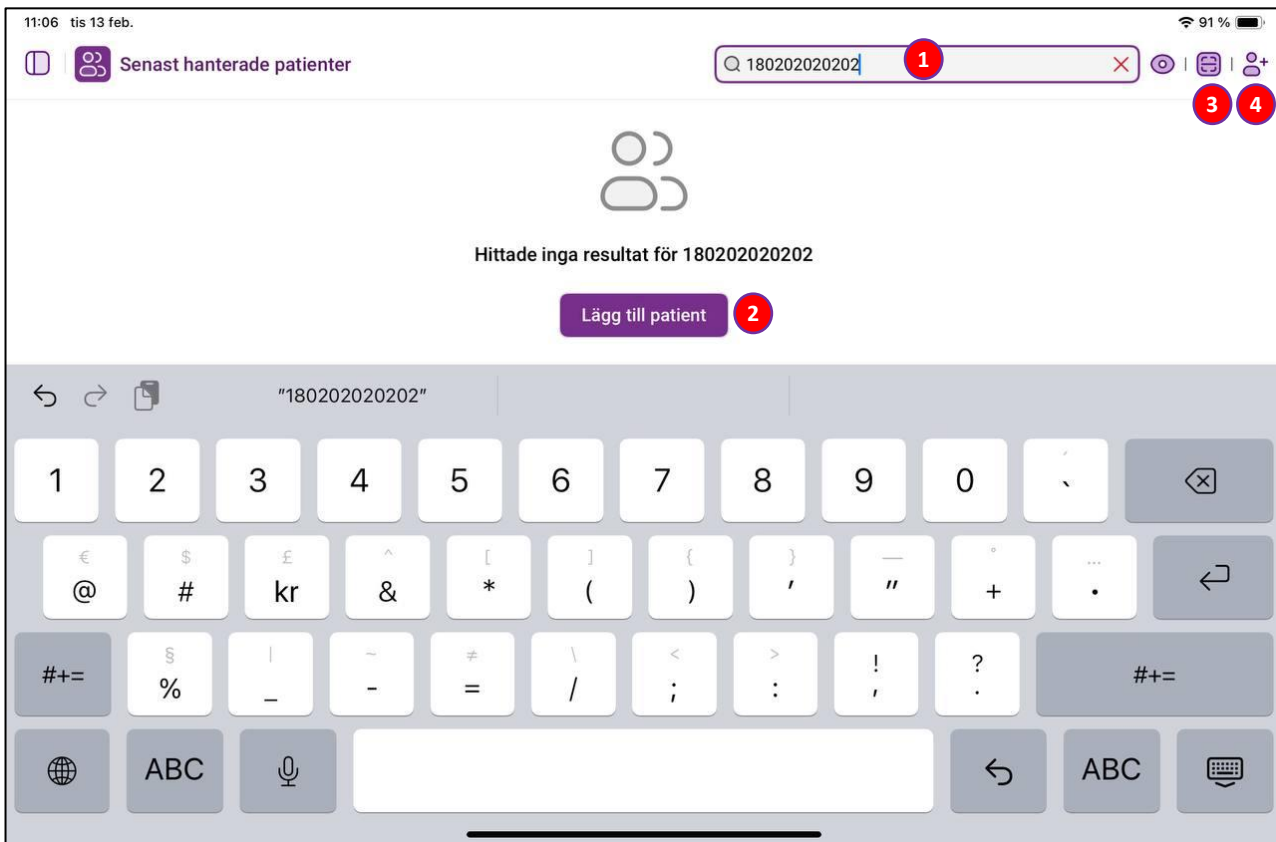 11:06 tis 13 feb. 91 %
Senast hanterade patienter 180202020202 1
3 4
Hittade inga resultat för 180202020202
Lägg till patient 2
"180202020202"
1 2 3 4 5 6 7 8 9 0 ´ `
€ $ £ ^ [ ] { } — ° …
@ # kr & * ( ) ' " + •
§ | ~ ≠ \ < > ! ?
#+= % _ - = / ; : , . #+=
ABC ABC